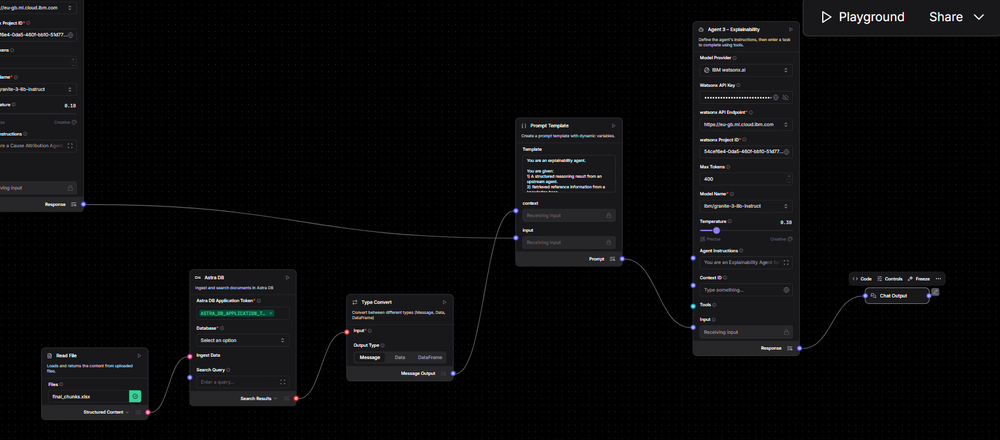 ://eu-gb.ml.cloud.ibm.com
x Project ID*
f6e4-0da5-460f-bb10-51d77...
kens
Name*
granite-3-8b-instruct
ature
0.10
se
Creative
nstructions
re a Cause Attribution Agent
ving input
Response
Read File
Loads and returns the content from uploaded
files.
Files
final_chunks.xlsx
Structured Content
Astra DB
Ingest and search documents in Astra DB
Astra DB Application Token*
ASTRA_DB_APPLICATION_T... ×
Database*
Select an option
Ingest Data
Search Query
Enter a query...
Search Results
Type Convert
Convert between different types (Message, Data,
DataFrame)
Input*
Output Type
Message Data DataFrame
Message Output
Prompt Template
Create a prompt template with dynamic variables.
Template
You are an explainability agent.
You are given:
1) A structured reasoning result from an
upstream agent.
2) Retrieved reference information from a
knowledge base.
context
Receiving input
input
Receiving input
Prompt
Agent 3 – Explainability
Define the agent's instructions, then enter a task
to complete using tools.
Model Provider
IBM watsonx.ai
Watsonx API Key
watsonx API Endpoint*
https://eu-gb.ml.cloud.ibm.com
watsonx Project ID*
54cef6e4-0da5-460f-bb10-51d77...
Max Tokens
400
Model Name*
ibm/granite-3-8b-instruct
Temperature
0.30
Precise
Creative
Agent Instructions
You are an Explainability Agent for
Context ID
Type something...
Tools
Input
Receiving input
Response
Playground
Share
Code Controls Freeze ...
Chat Output